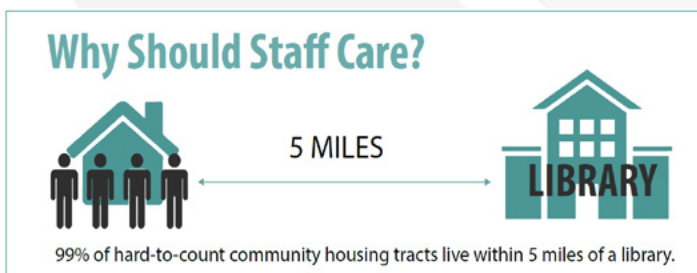 Why Should Staff Care?
5 MILES
LIBRARY
99% of hard-to-count community housing tracts live within 5 miles of a library.